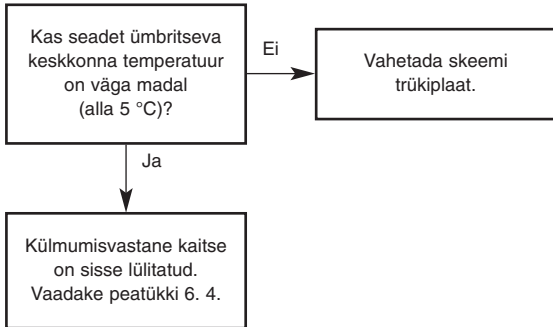 Kas seadet ümbritseva
keskkonna temperatuur
on väga madal
(alla 5 °C)?
Ei
Vahetada skeemi
trükiplaat.
Ja
Külmumisvastane kaitse
on sisse lülitatud.
Vaadake peatükki 6. 4.